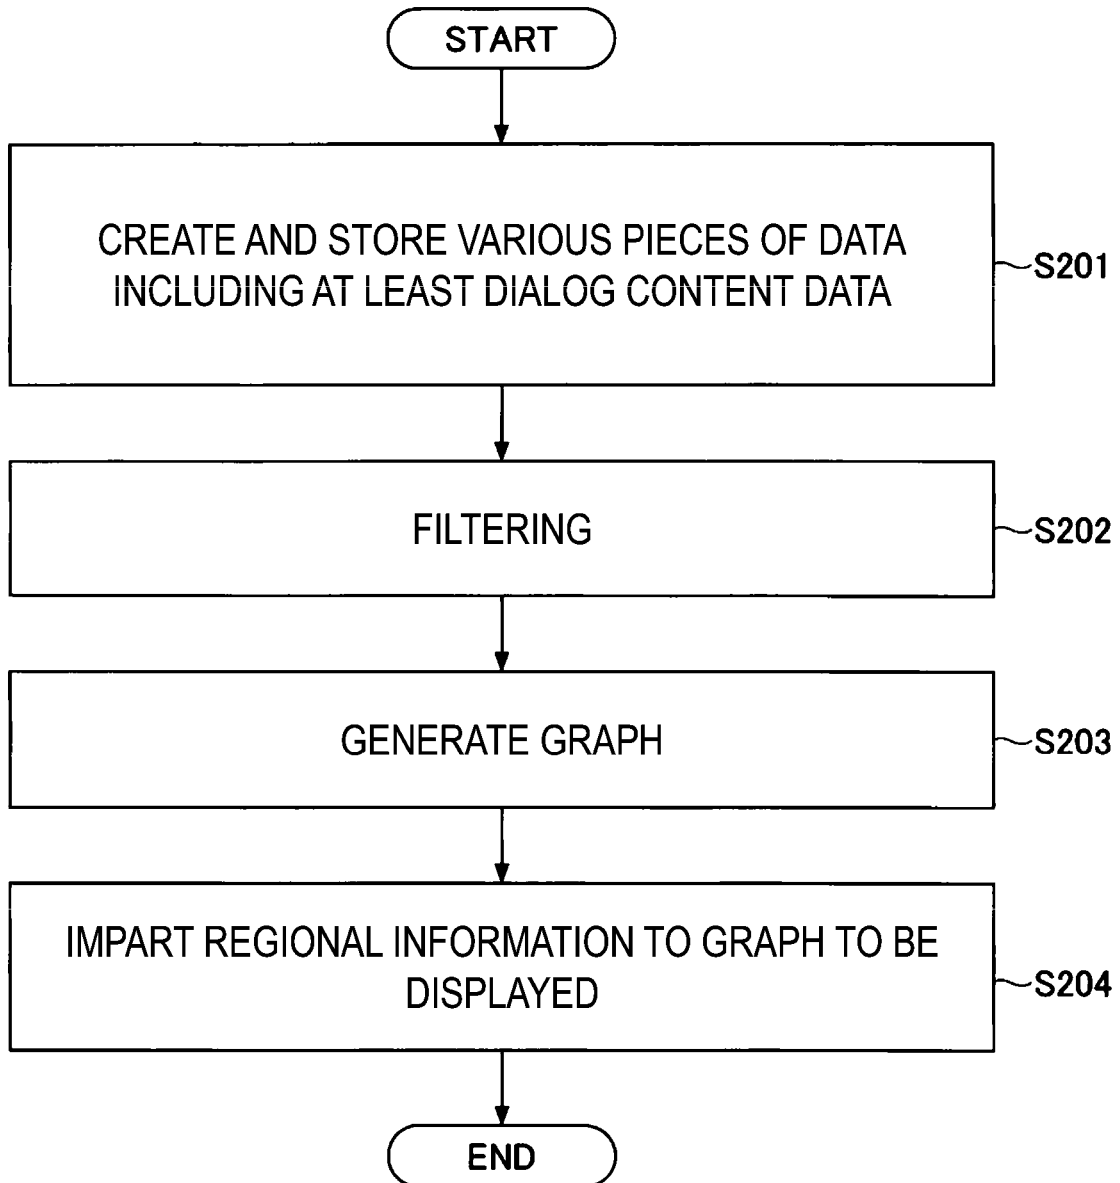 START
CREATE AND STORE VARIOUS PIECES OF DATA
INCLUDING AT LEAST DIALOG CONTENT DATA
S201
FILTERING
S202
GENERATE GRAPH
S203
IMPART REGIONAL INFORMATION TO GRAPH TO BE
DISPLAYED
S204
END